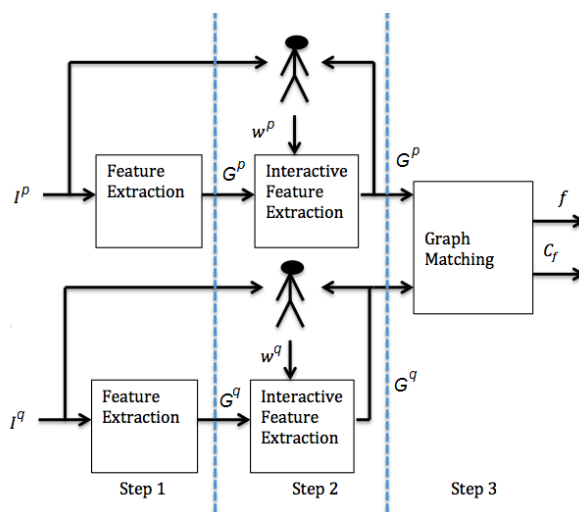 w^p
I^p
Feature
Extraction
G^p
Interactive
Feature
Extraction
G^p
Graph
Matching
f
C_f
w^q
I^q
Feature
Extraction
G^q
Interactive
Feature
Extraction
G^q
Step 1
Step 2
Step 3